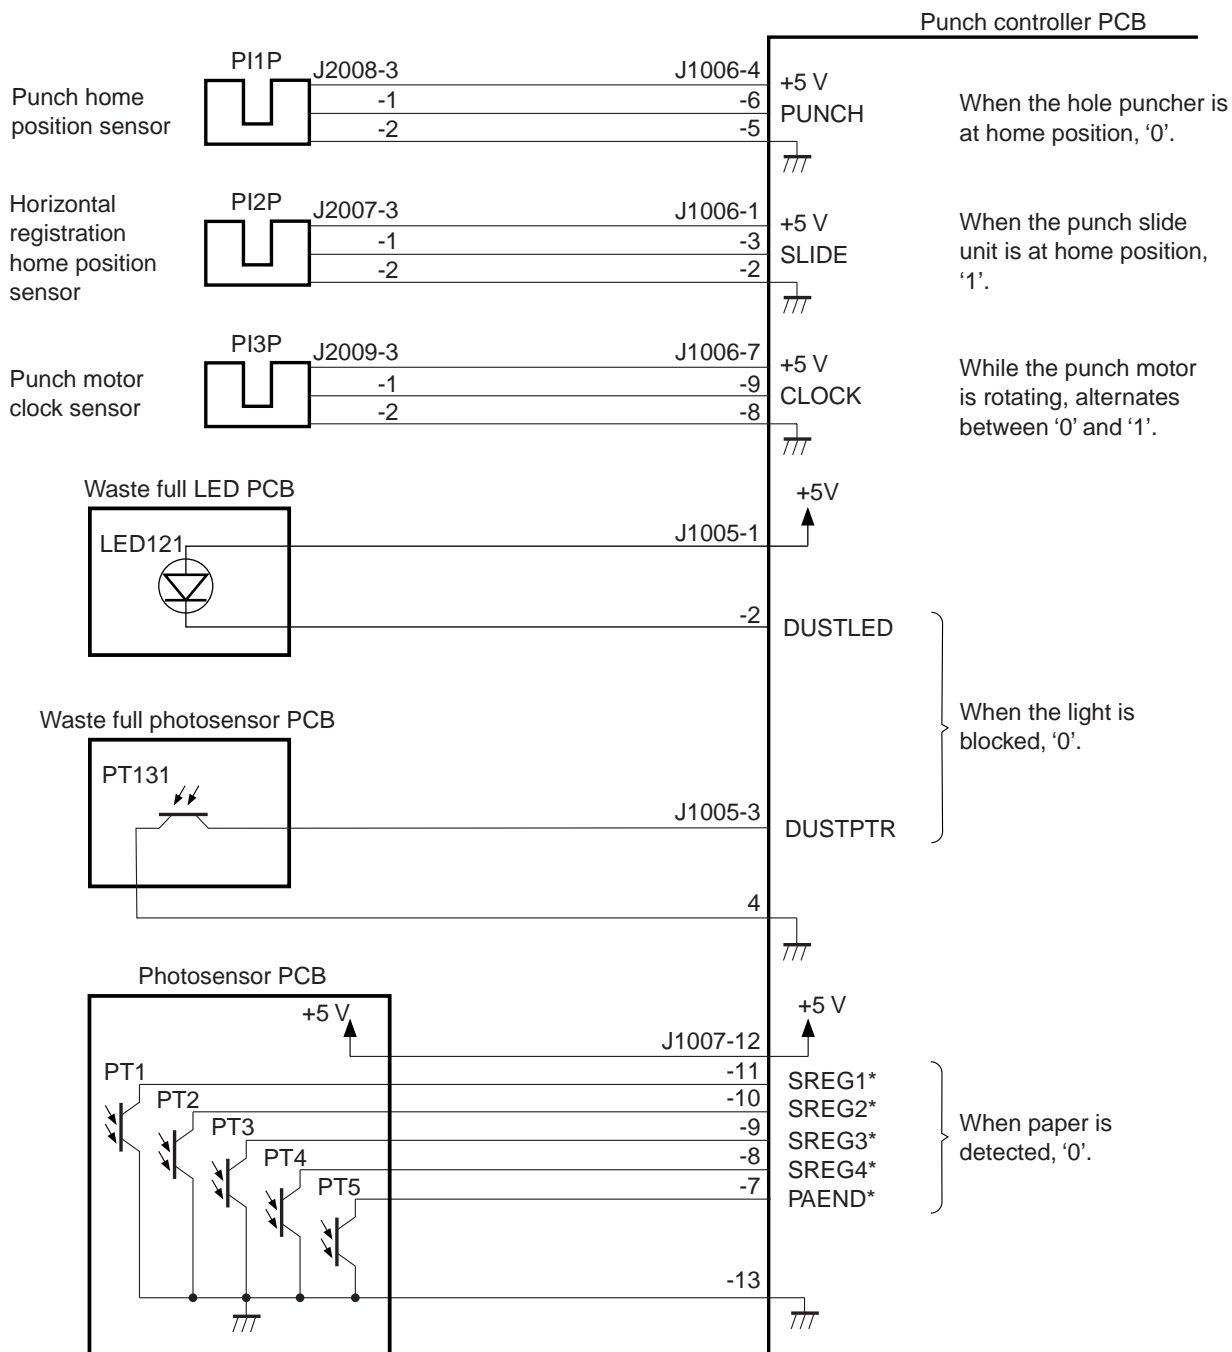 Punch controller PCB
PI1P
J2008-3
J1006-4
+5 V
Punch home
position sensor
-1
-6
PUNCH
-2
-5
When the hole puncher is
at home position, ‘0’.
Horizontal
registration
home position
sensor
PI2P
J2007-3
J1006-1
+5 V
-1
-3
SLIDE
-2
-2
When the punch slide
unit is at home position,
‘1’.
PI3P
J2009-3
J1006-7
+5 V
Punch motor
clock sensor
-1
-9
CLOCK
-2
-8
While the punch motor
is rotating, alternates
between ‘0’ and ‘1’.
Waste full LED PCB
+5V
LED121
J1005-1
-2
DUSTLED
Waste full photosensor PCB
When the light is
blocked, ‘0’.
PT131
J1005-3
DUSTPTR
4
Photosensor PCB
+5 V
+5 V
J1007-12
PT1
-11
SREG1*
PT2
-10
SREG2*
PT3
-9
SREG3*
PT4
-8
SREG4*
PT5
-7
PAEND*
When paper is
detected, ‘0’.
-13